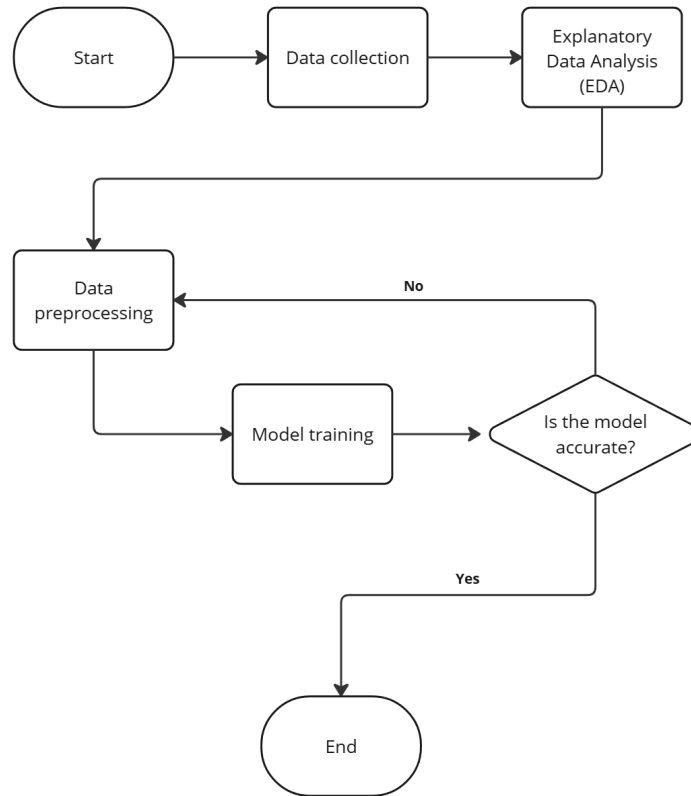 Start
Data collection
Explanatory
Data Analysis
(EDA)
Data
preprocessing
No
Model training
Is the model
accurate?
Yes
End